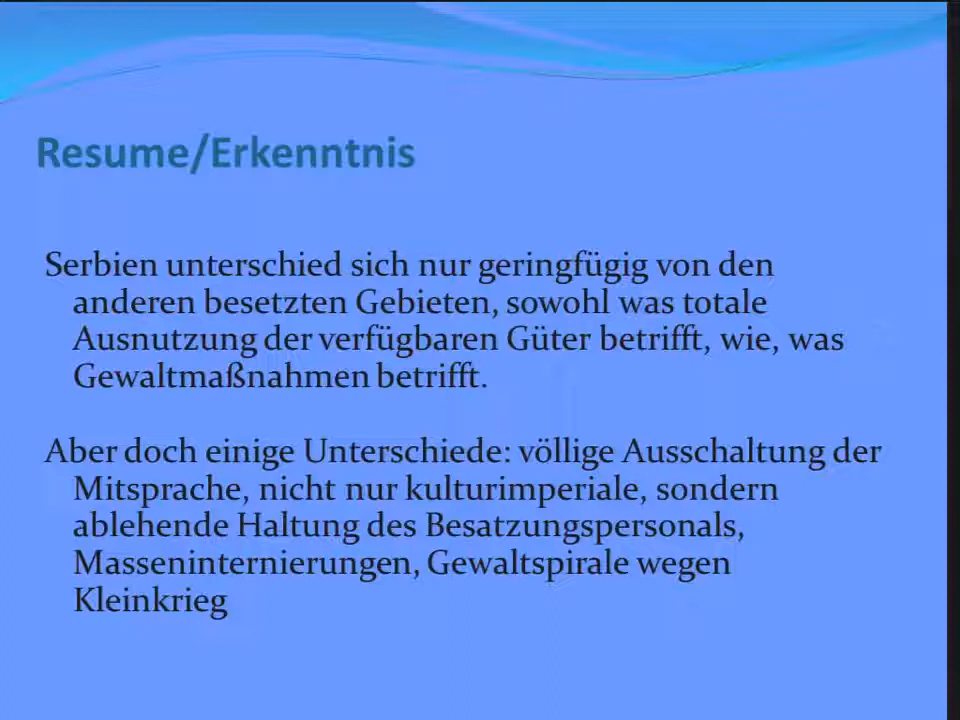 Resume/Erkenntnis
Serbien unterschied sich nur geringfügig von den
anderen besetzten Gebieten, sowohl was totale
Ausnutzung der verfügbaren Güter betrifft, wie, was
Gewaltmaßnahmen betrifft.
Aber doch einige Unterschiede: völlige Ausschaltung der
Mitsprache, nicht nur kulturimperiale, sondern
ablehende Haltung des Besatzungspersonals,
Masseninternierungen, Gewaltspirale wegen
Kleinkrieg